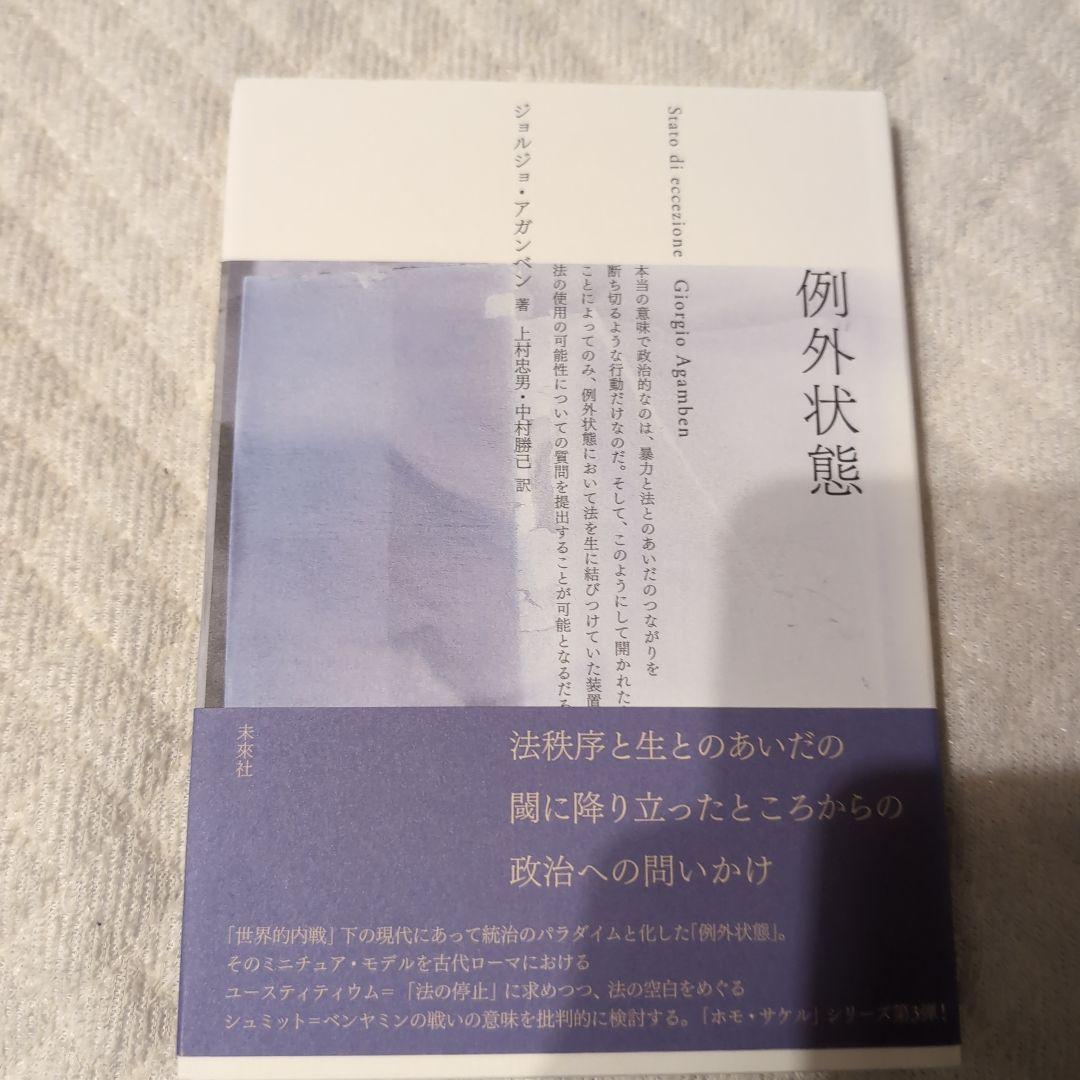 例外状態
Stato di eccezione Giorgio Agamben
本当の意味で政治的なのは、暴力と法とのあいだのつながりを
断ち切るような行動だけなのだ。そして、このようにして開かれた
ことによってのみ、例外状態において法を生に結びつけていた装置
法の使用の可能性についての質問を提出することが可能となるだろ
ジョルジョ・アガンベン 著 上村忠男・中村勝己 訳
法秩序と生とのあいだの
閾に降り立ったところからの
政治への問いかけ
未來社
「世界的内戦」下の現代にあって統治のパラダイムと化した「例外状態」。
そのミニチュア・モデルを古代ローマにおける
ユースティティウム＝「法の停止」に求めつつ、法の空白をめぐる
シュミット＝ベンヤミンの戦いの意味を批判的に検討する。「ホモ・サケル」シリーズ第3弾！